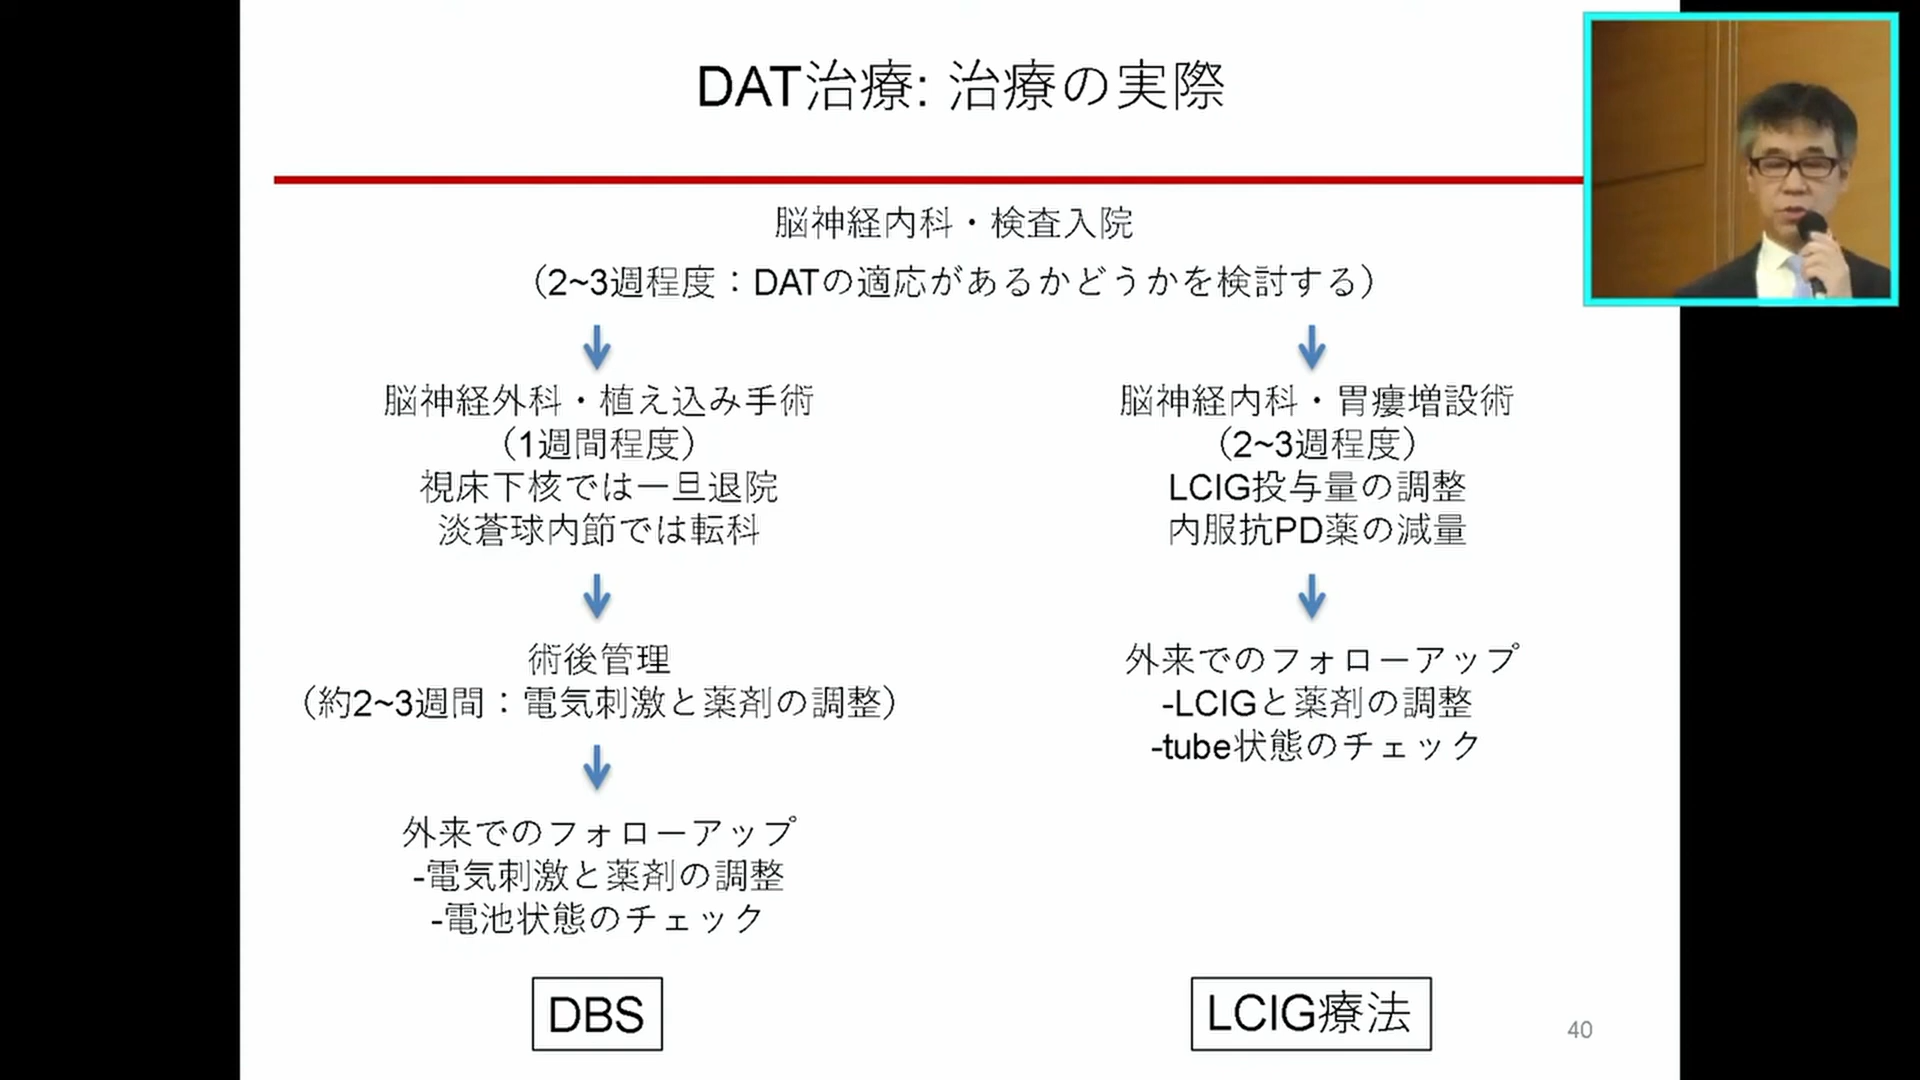 DAT治療: 治療の実際
脳神経内科・検査入院
（2~3週程度：DATの適応があるかどうかを検討する）
脳神経外科・植え込み手術
（1週間程度）
視床下核では一旦退院
淡蒼球内節では転科
術後管理
（約2~3週間：電気刺激と薬剤の調整）
外来でのフォローアップ
-電気刺激と薬剤の調整
-電池状態のチェック
DBS
脳神経内科・胃瘻増設術
（2~3週程度）
LCIG投与量の調整
内服抗PD薬の減量
外来でのフォローアップ
-LCIGと薬剤の調整
-tube状態のチェック
LCIG療法
40